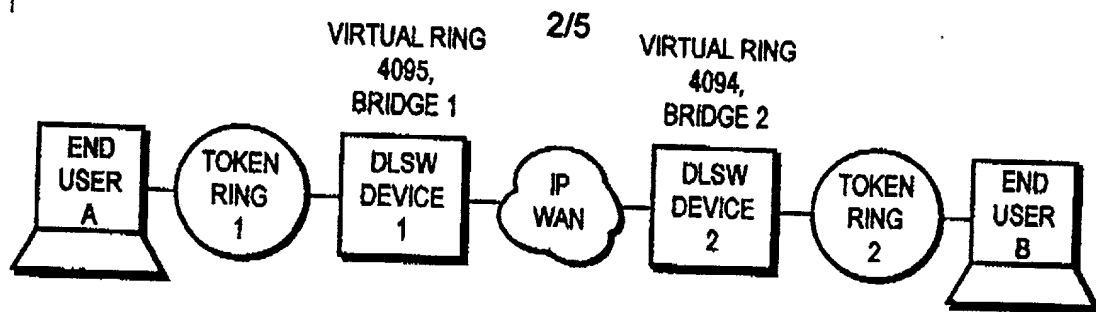 2/5
VIRTUAL RING
4095,
BRIDGE 1
VIRTUAL RING
4094,
BRIDGE 2
END
USER
A
TOKEN
RING
1
DLSW
DEVICE
1
IP
WAN
DLSW
DEVICE
2
TOKEN
RING
2
END
USER
B